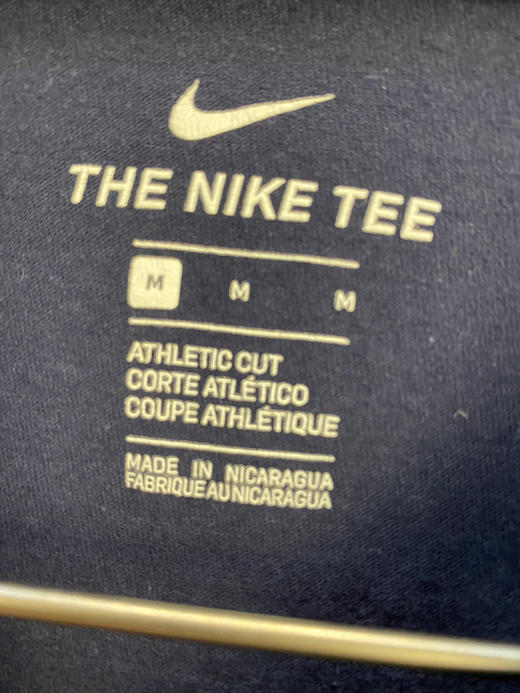 THE NIKE TEE
M M M
ATHLETIC CUT
CORTE ATLÉTICO
COUPE ATHLÉTIQUE
MADE IN NICARAGUA
FABRIQUE AU NICARAGUA